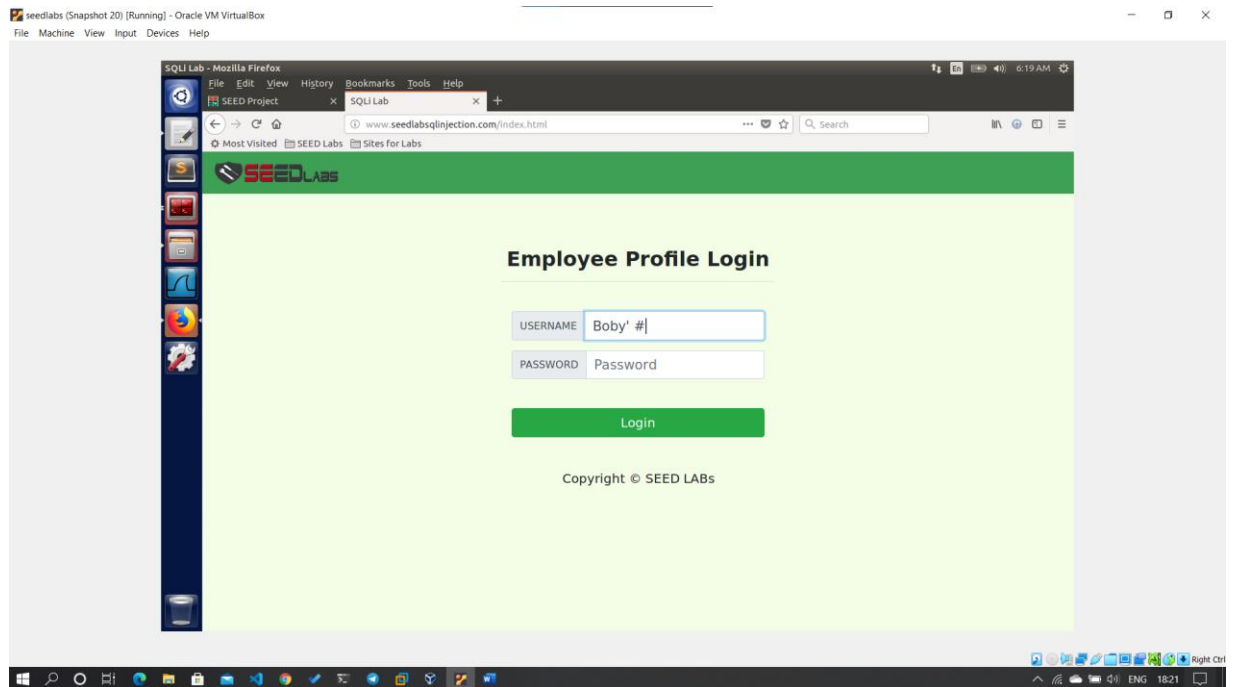 seedlabs (Snapshot 20) [Running] - Oracle VM VirtualBox
File Machine View Input Devices Help
SQLi Lab - Mozilla Firefox
En 6:19 AM
File Edit View History Bookmarks Tools Help
SEED Project × SQLi Lab × +
www.seedlabsqlinjection.com/index.html ··· Search
Most Visited SEED Labs Sites for Labs
SEEDLABS
Employee Profile Login
USERNAME Boby' #
PASSWORD Password
Login
Copyright © SEED LABs
Right Ctrl
ENG 18:21